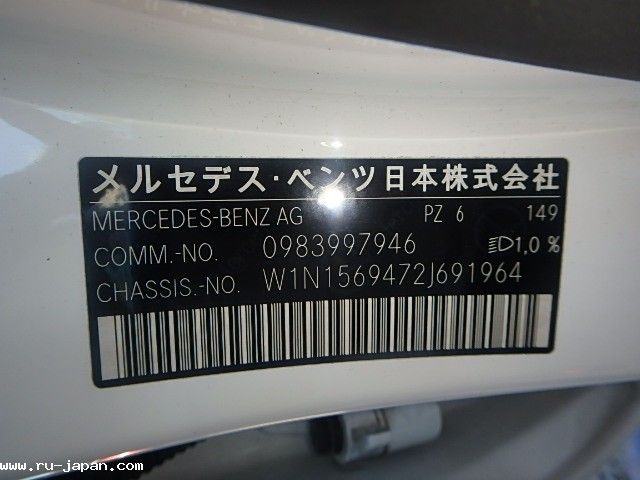 メルセデス・ベンツ日本株式会社
MERCEDES-BENZ AG PZ 6 149
COMM.-NO. 0983997946 1,0 %
CHASSIS.-NO. W1N1569472J691964
www.ru-japan.com